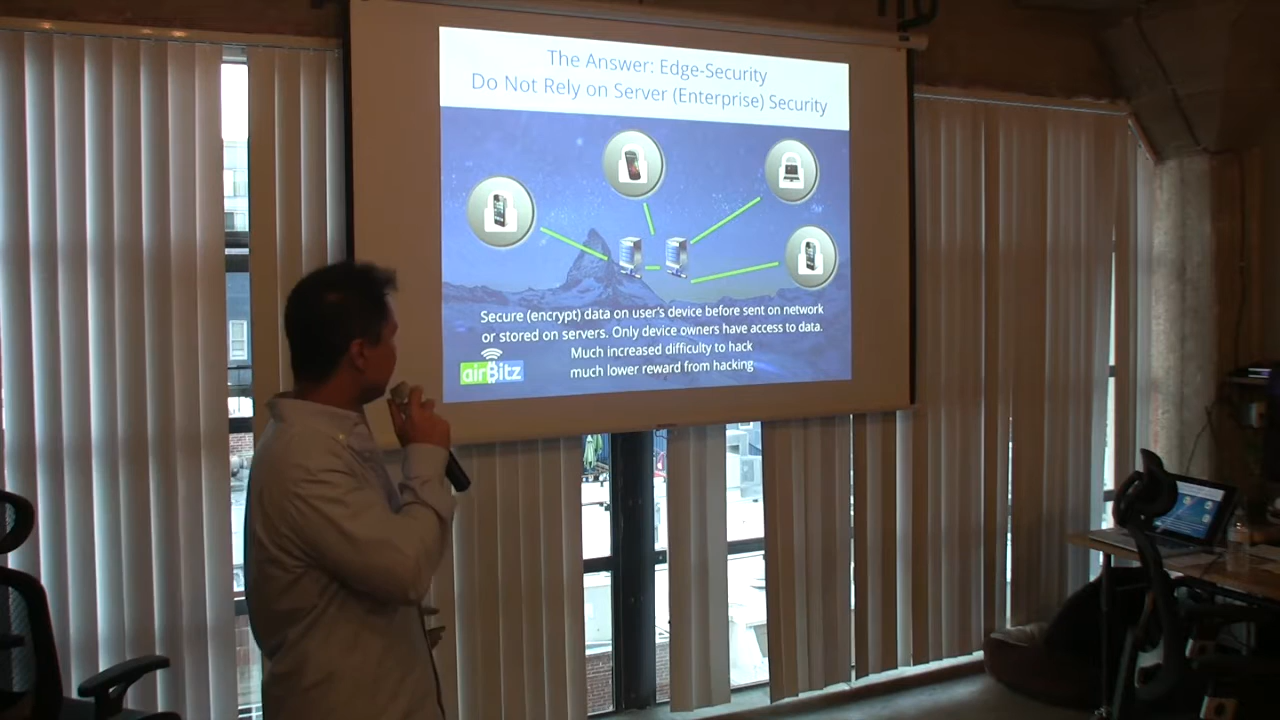 The Answer: Edge-Security
Do Not Rely on Server (Enterprise) Security
Secure (encrypt) data on user's device before sent on network
or stored on servers. Only device owners have access to data.
Much increased difficulty to hack
much lower reward from hacking
airBitz